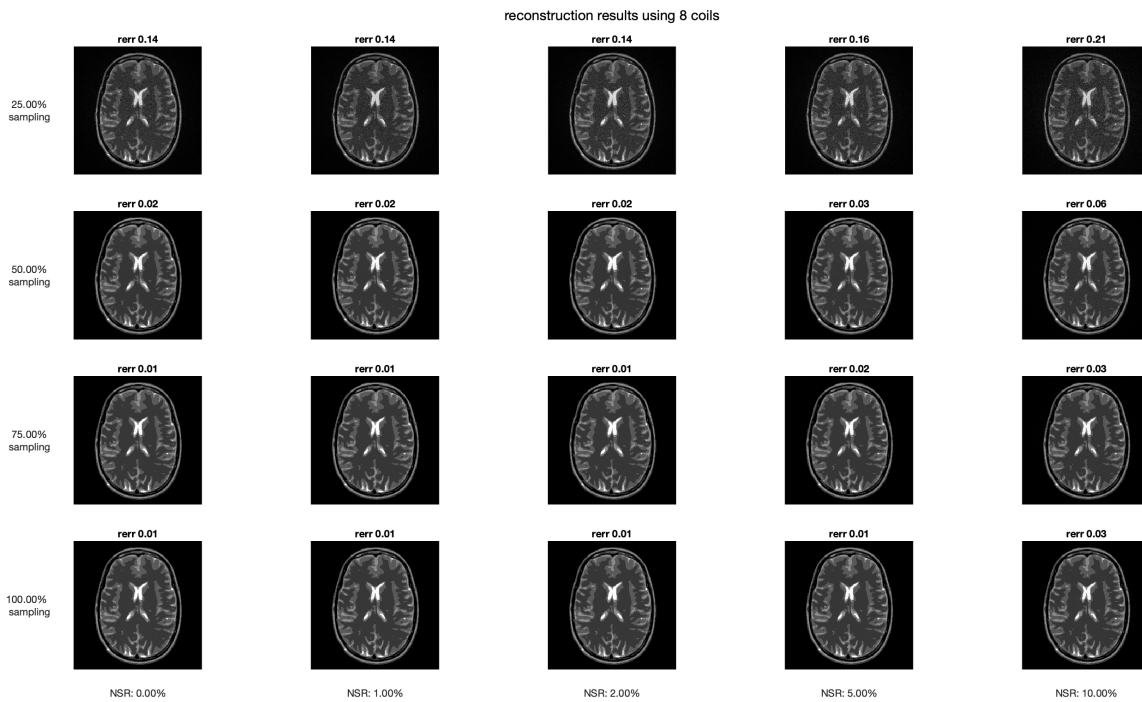 reconstruction results using 8 coils
rerr 0.14 rerr 0.14 rerr 0.14 rerr 0.16 rerr 0.21
25.00%
sampling
rerr 0.02 rerr 0.02 rerr 0.02 rerr 0.03 rerr 0.06
50.00%
sampling
rerr 0.01 rerr 0.01 rerr 0.01 rerr 0.02 rerr 0.03
75.00%
sampling
rerr 0.01 rerr 0.01 rerr 0.01 rerr 0.01 rerr 0.03
100.00%
sampling
NSR: 0.00% NSR: 1.00% NSR: 2.00% NSR: 5.00% NSR: 10.00%